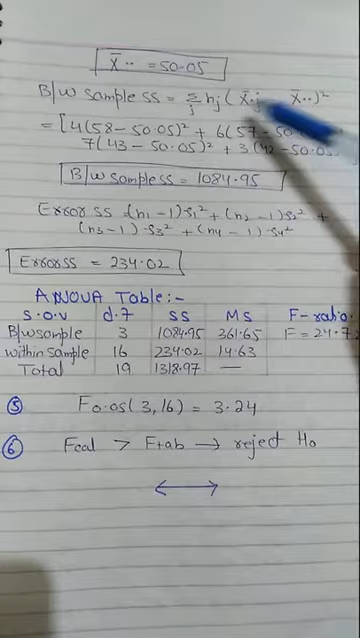 X̄.. = 50.05
B/w sample SS = Σj nj ( X̄.j X̄.. )²
= [4(58 - 50.05)² + 6(57 - 50
7(43 - 50.05)² + 3(42 - 50.05
B/w sample SS = 1084.95
Error SS = (n1 - 1) S1² + (n2 - 1) S2² +
(n3 - 1) . S3² + (n4 - 1) . S4²
Error SS = 234.02
ANOVA Table :-
S.O.V d.f SS MS F-ratio
B/w sample 3 1084.95 361.65 F = 24.7
within sample 16 234.02 14.63
Total 19 1318.97 —
⑤ F0.05 (3, 16) = 3.24
⑥ Fcal > Ftab → reject H0